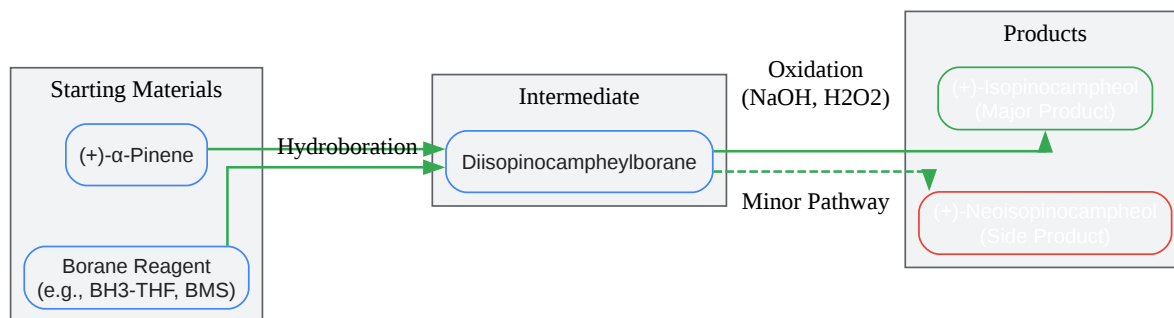 Starting Materials
(+)-α-Pinene
Borane Reagent
(e.g., BH3-THF, BMS)
Hydroboration
Intermediate
Diisopinocampheylborane
Oxidation
(NaOH, H2O2)
Minor Pathway
Products
(+)-Isopinocampheol
(Major Product)
(+)-Neoisopinocampheol
(Side Product)